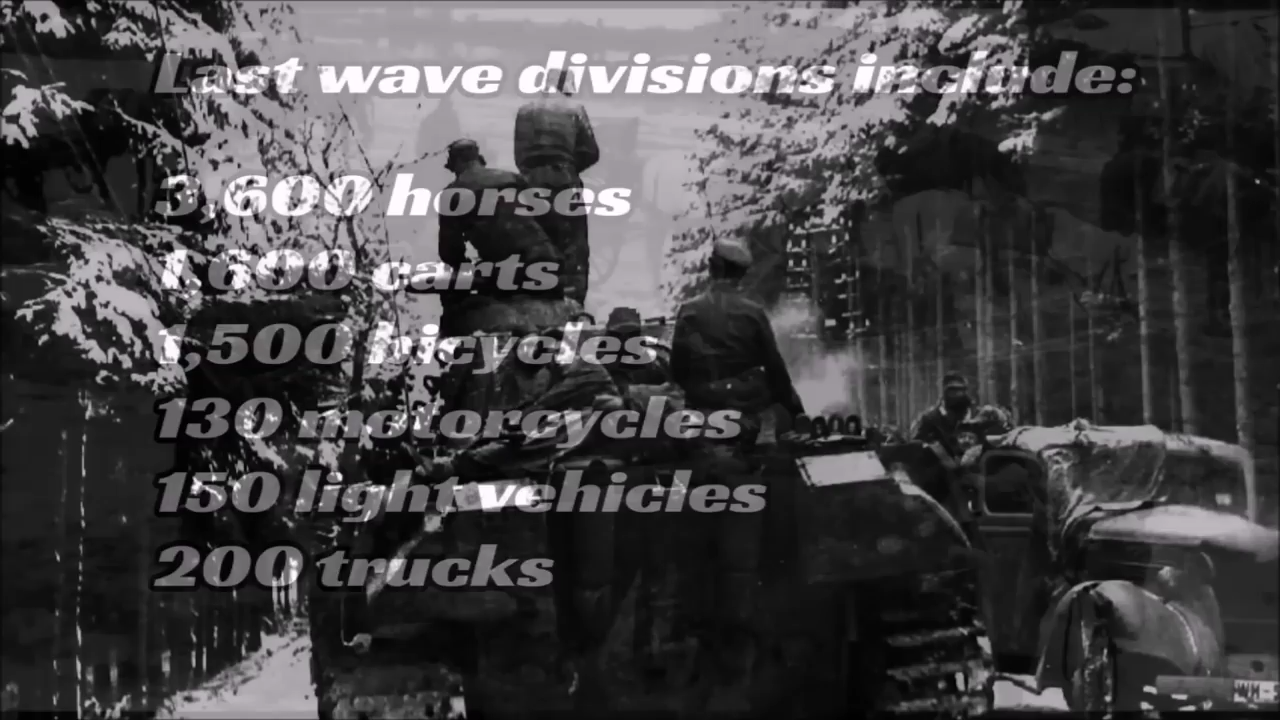 Last wave divisions include:
3,600 horses
1,600 carts
1,500 bicycles
130 motorcycles
150 light vehicles
200 trucks
WH-